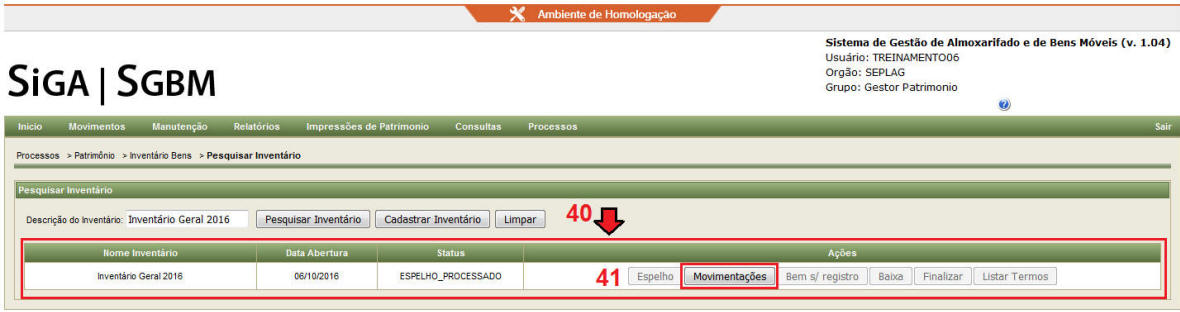 Ambiente de Homologação
Sistema de Gestão de Almoxarifado e de Bens Móveis (v. 1.04)
Usuário: TREINAMENTO06
Orgão: SEPLAG
Grupo: Gestor Patrimonio
SIGA | SGBM
?
Inicio Movimentos Manutenção Relatórios Impressões de Patrimonio Consultas Processos Sair
Processos > Patrimônio > Inventário Bens > Pesquisar Inventário
Pesquisar Inventário
Descrição do Inventário: Inventário Geral 2016 Pesquisar Inventário Cadastrar Inventário Limpar 40
Nome Inventário Data Abertura Status Ações
Inventário Geral 2016 06/10/2016 ESPELHO_PROCESSADO 41 Espelho Movimentações Bem s/ registro Baixa Finalizar Listar Termos